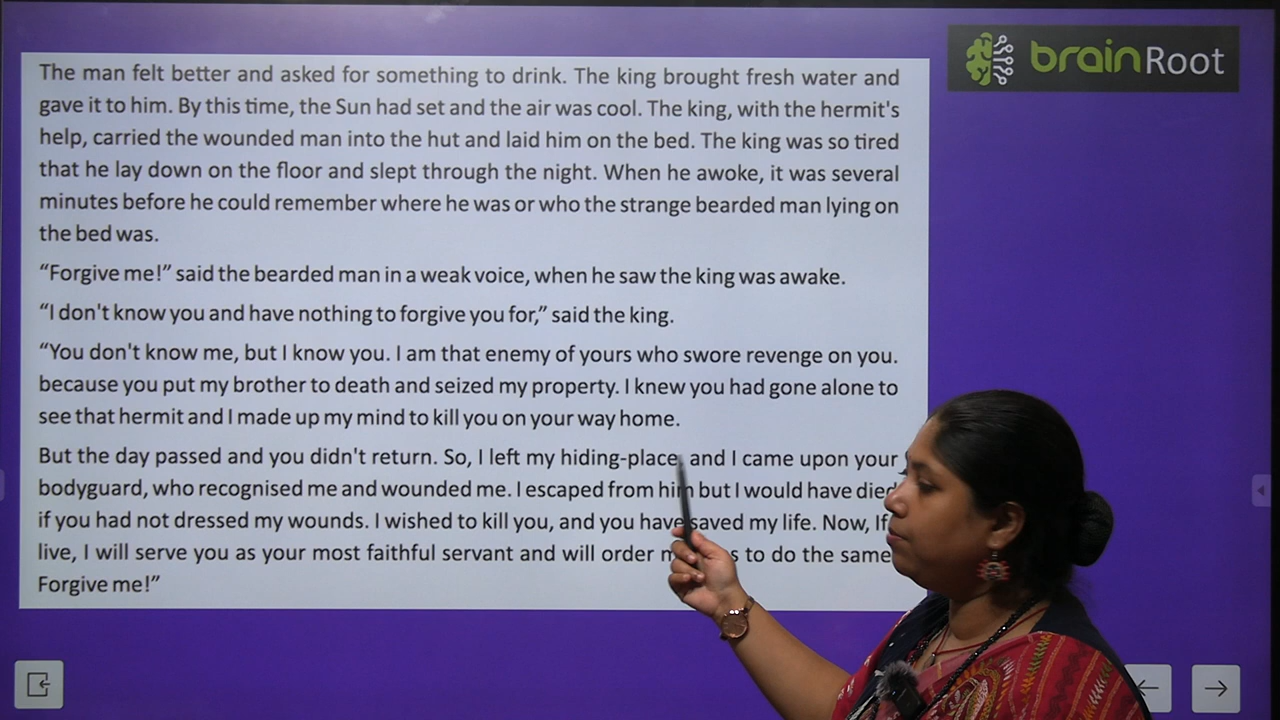 brainRoot
The man felt better and asked for something to drink. The king brought fresh water and
gave it to him. By this time, the Sun had set and the air was cool. The king, with the hermit's
help, carried the wounded man into the hut and laid him on the bed. The king was so tired
that he lay down on the floor and slept through the night. When he awoke, it was several
minutes before he could remember where he was or who the strange bearded man lying on
the bed was.
“Forgive me!” said the bearded man in a weak voice, when he saw the king was awake.
“I don't know you and have nothing to forgive you for,” said the king.
“You don't know me, but I know you. I am that enemy of yours who swore revenge on you.
because you put my brother to death and seized my property. I knew you had gone alone to
see that hermit and I made up my mind to kill you on your way home.
But the day passed and you didn't return. So, I left my hiding-place, and I came upon your
bodyguard, who recognised me and wounded me. I escaped from him but I would have died
if you had not dressed my wounds. I wished to kill you, and you have saved my life. Now, If
live, I will serve you as your most faithful servant and will order to do the same
Forgive me!”